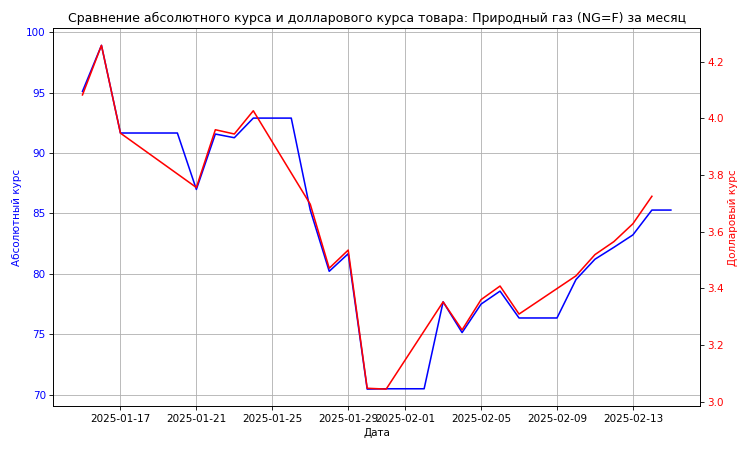 Сравнение абсолютного курса и долларового курса товара: Природный газ (NG=F) за месяц
100
95
90
85
80
75
70
Абсолютный курс
4.2
4.0
3.8
3.6
3.4
3.2
3.0
Долларовый курс
2025-01-17 2025-01-21 2025-01-25 2025-01-29 2025-02-01 2025-02-05 2025-02-09 2025-02-13
Дата